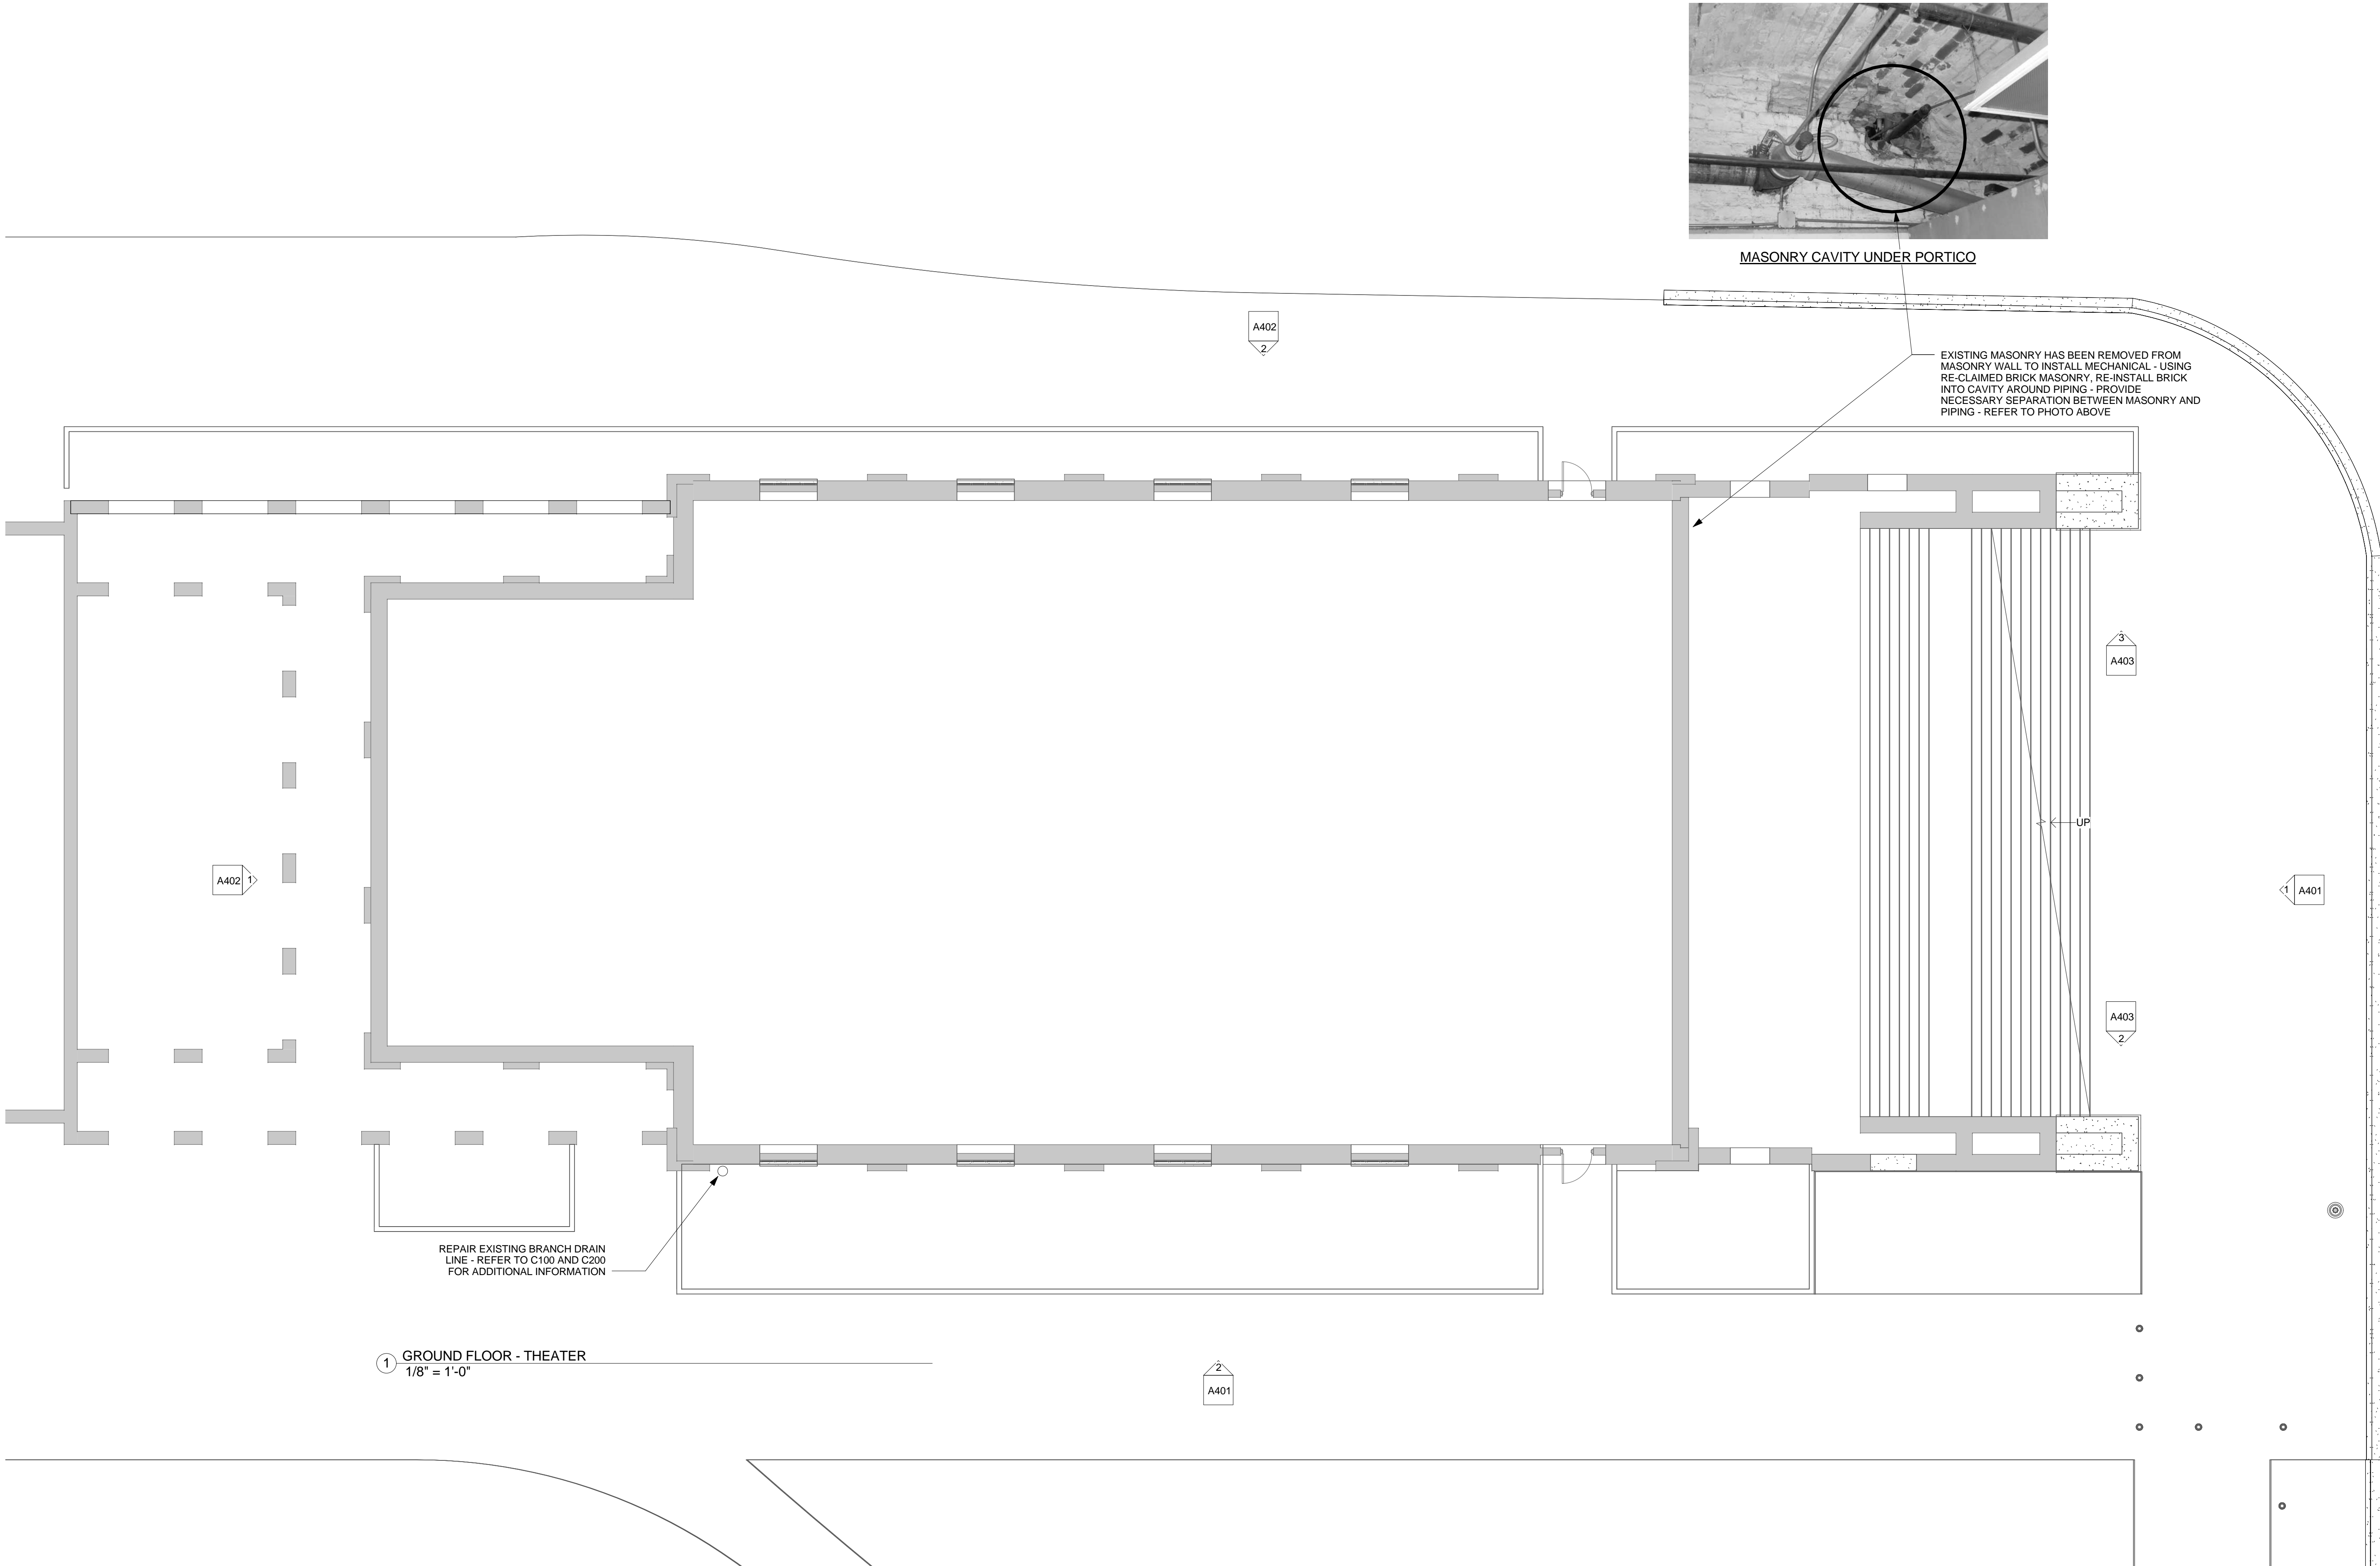 MASONRY CAVITY UNDER PORTICO
A402
2
EXISTING MASONRY HAS BEEN REMOVED FROM
MASONRY WALL TO INSTALL MECHANICAL - USING
RE-CLAIMED BRICK MASONRY, RE-INSTALL BRICK
INTO CAVITY AROUND PIPING - PROVIDE
NECESSARY SEPARATION BETWEEN MASONRY AND
PIPING - REFER TO PHOTO ABOVE
3
A403
UP
A402 1
1 A401
A403
2
REPAIR EXISTING BRANCH DRAIN
LINE - REFER TO C100 AND C200
FOR ADDITIONAL INFORMATION
1 GROUND FLOOR - THEATER
1/8" = 1'-0"
2
A401